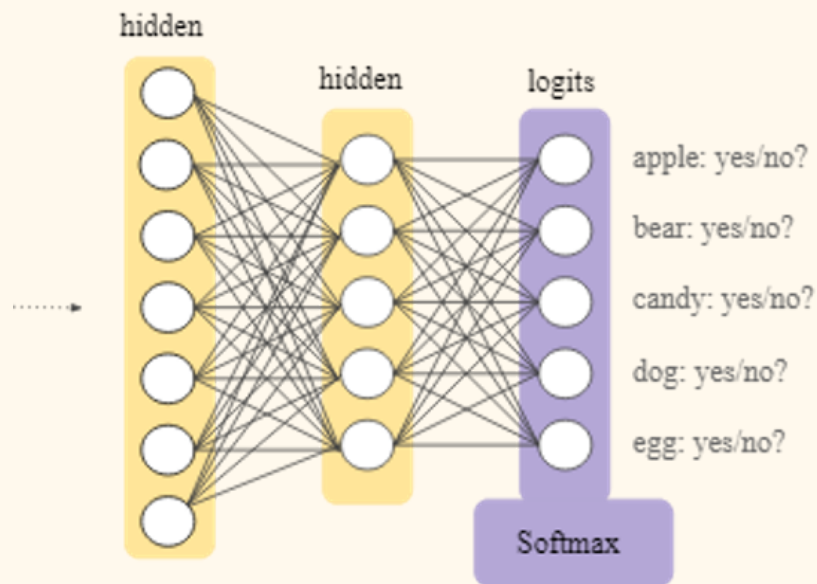 hidden
hidden
logits
apple: yes/no?
bear: yes/no?
candy: yes/no?
dog: yes/no?
egg: yes/no?
Softmax